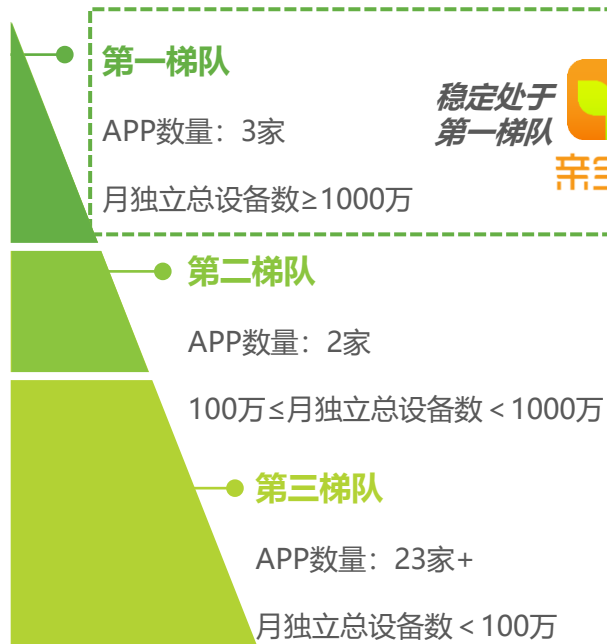 第一梯队
APP数量：3家
月独立总设备数≥1000万
稳定处于
第一梯队
亲
第二梯队
APP数量：2家
100万≤月独立总设备数＜1000万
第三梯队
APP数量：23家+
月独立总设备数＜100万